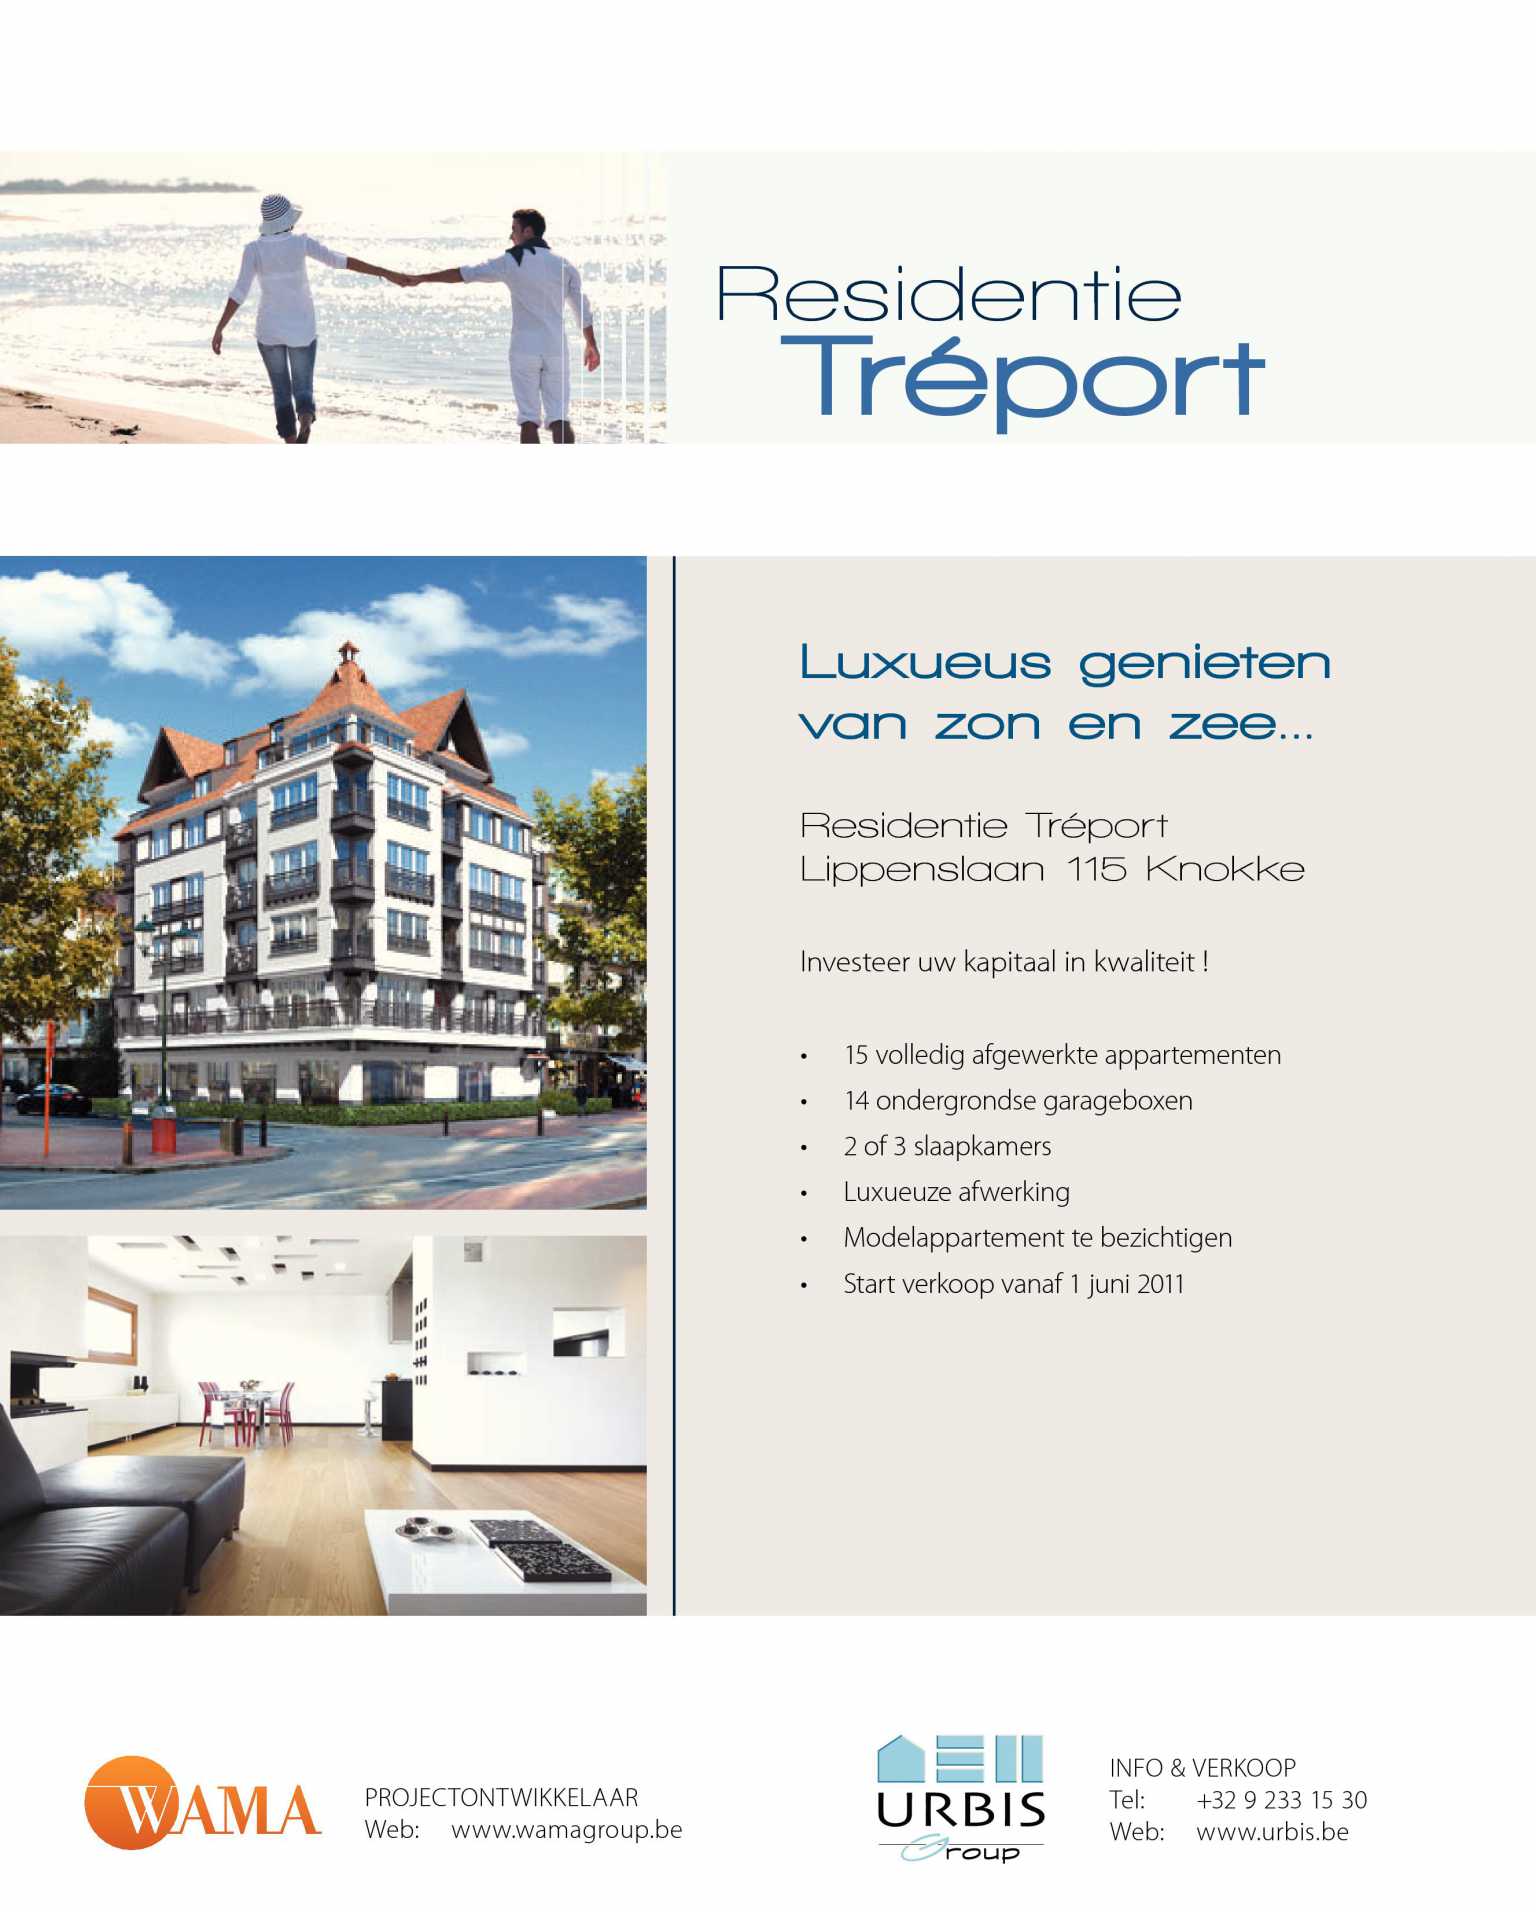 Residentie
Tréport
Luxueus genieten
van zon en zee...
Residentie Tréport
Lippenslaan 115 Knokke
Investeer uw kapitaal in kwaliteit !
• 15 volledig afgewerkte appartementen
• 14 ondergrondse garageboxen
• 2 of 3 slaapkamers
• Luxueuze afwerking
• Modelappartement te bezichtigen
• Start verkoop vanaf 1 juni 2011
WAMA
PROJECTONTWIKKELAAR
Web: www.wamagroup.be
URBIS
Group
INFO & VERKOOP
Tel: +32 9 233 15 30
Web: www.urbis.be